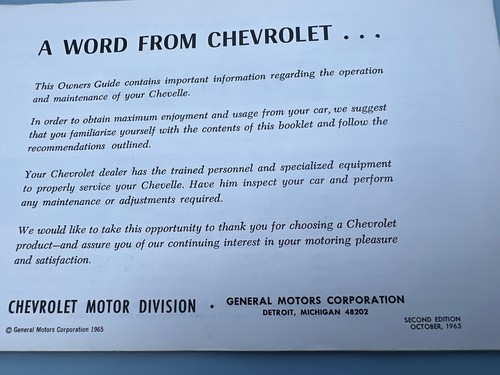 A WORD FROM CHEVROLET . . .
This Owners Guide contains important information regarding the operation
and maintenance of your Chevelle.
In order to obtain maximum enjoyment and usage from your car, we suggest
that you familiarize yourself with the contents of this booklet and follow the
recommendations outlined.
Your Chevrolet dealer has the trained personnel and specialized equipment
to properly service your Chevelle. Have him inspect your car and perform
any maintenance or adjustments required.
We would like to take this opportunity to thank you for choosing a Chevrolet
product—and assure you of our continuing interest in your motoring pleasure
and satisfaction.
CHEVROLET MOTOR DIVISION • GENERAL MOTORS CORPORATION
DETROIT, MICHIGAN 48202
© General Motors Corporation 1965
SECOND EDITION
OCTOBER, 1965